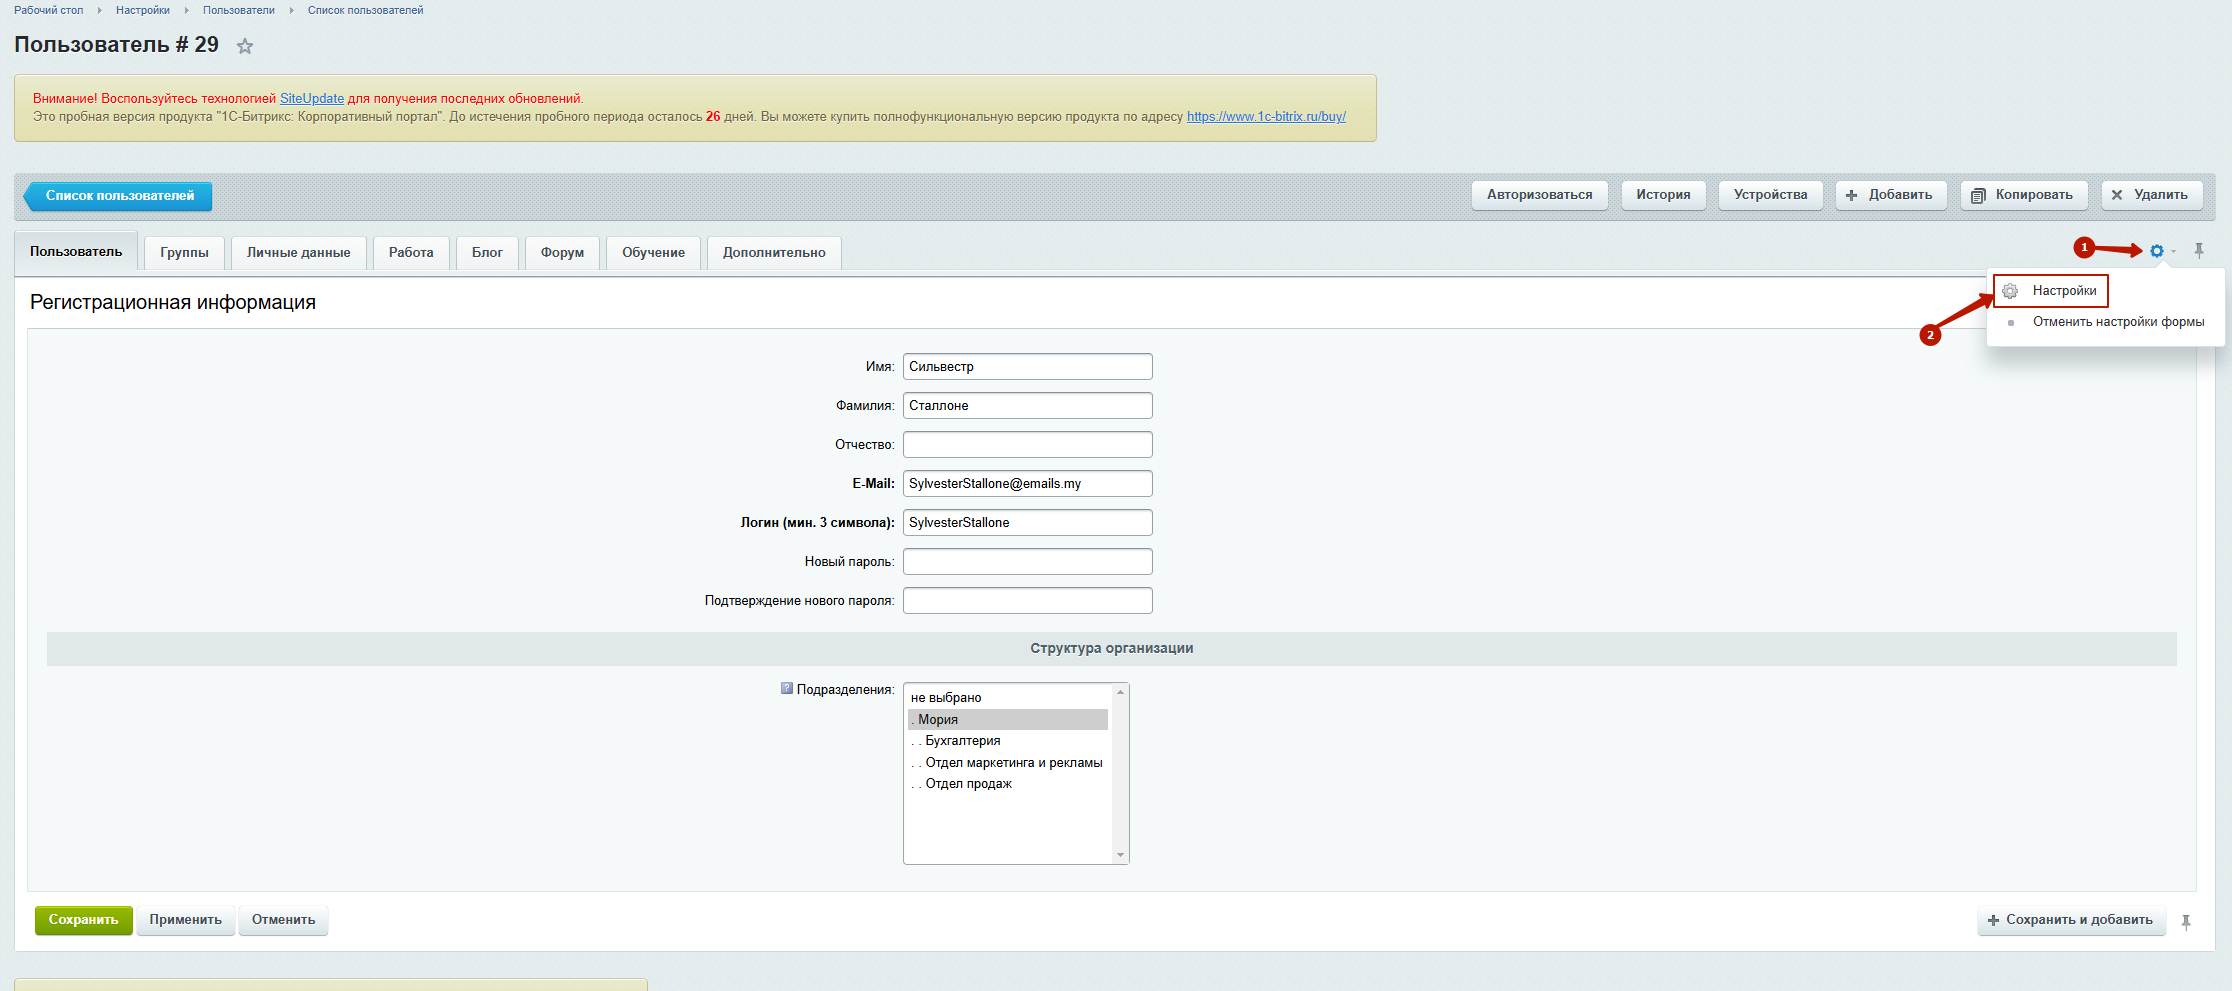 Рабочий стол Настройки Пользователи Список пользователей
Пользователь # 29
Внимание! Воспользуйтесь технологией SiteUpdate для получения последних обновлений.
Это пробная версия продукта "1С-Битрикс: Корпоративный портал". До истечения пробного периода осталось 26 дней. Вы можете купить полнофункциональную версию продукта по адресу https://www.1c-bitrix.ru/buy/
Список пользователей Авторизоваться История Устройства Добавить Копировать Удалить
Пользователь Группы Личные данные Работа Блог Форум Обучение Дополнительно
1
Настройки
Отменить настройки формы
2
Регистрационная информация
Имя: Сильвестр
Фамилия: Сталлоне
Отчество:
E-Mail: SylvesterStallone@emails.my
Логин (мин. 3 символа): SylvesterStallone
Новый пароль:
Подтверждение нового пароля:
Структура организации
? Подразделения: не выбрано
. Мория
. . Бухгалтерия
. . Отдел маркетинга и рекламы
. . Отдел продаж
Сохранить Применить Отменить Сохранить и добавить